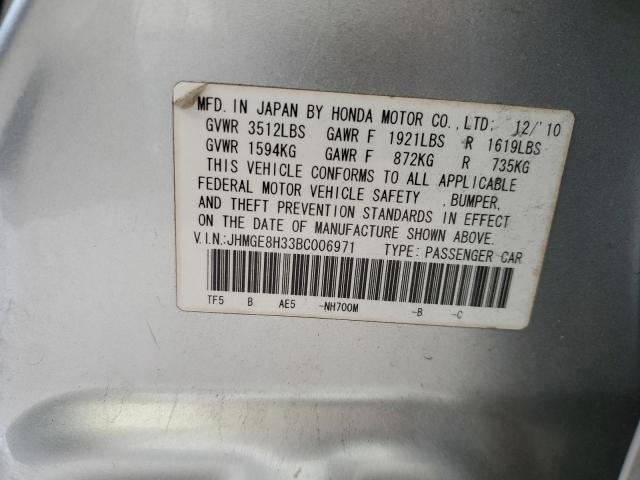 MFD. IN JAPAN BY HONDA MOTOR CO., LTD: 12/'10
GVWR 3512LBS GAWR F 1921LBS R 1619LBS
GVWR 1594KG GAWR F 872KG R 735KG
THIS VEHICLE CONFORMS TO ALL APPLICABLE
FEDERAL MOTOR VEHICLE SAFETY , BUMPER,
AND THEFT PREVENTION STANDARDS IN EFFECT
ON THE DATE OF MANUFACTURE SHOWN ABOVE.
V.I.N.:JHMGE8H33BC006971 TYPE: PASSENGER CAR
TF5 B AE5 -NH700M -B -C